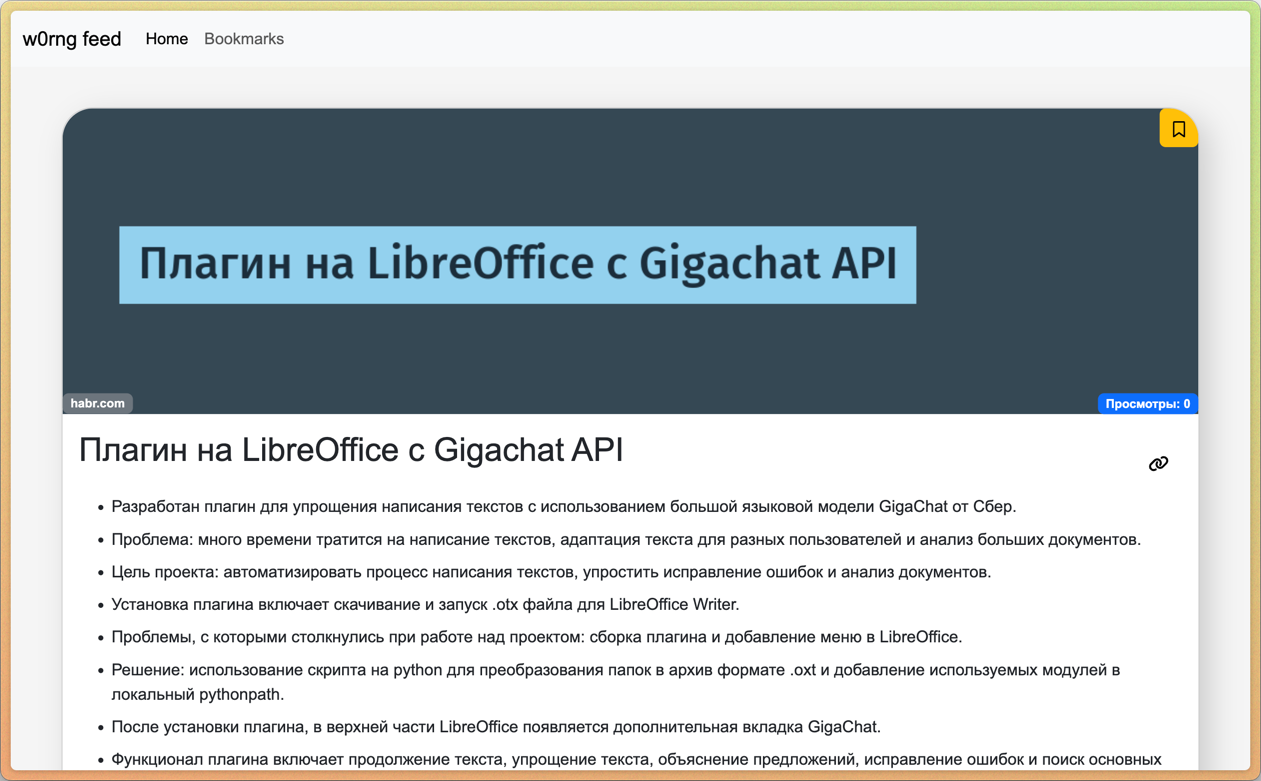 w0rng feed Home Bookmarks
Плагин на LibreOffice с Gigachat API
habr.com Просмотры: 0
Плагин на LibreOffice с Gigachat API
• Разработан плагин для упрощения написания текстов с использованием большой языковой модели GigaChat от Сбер.
• Проблема: много времени тратится на написание текстов, адаптация текста для разных пользователей и анализ больших документов.
• Цель проекта: автоматизировать процесс написания текстов, упростить исправление ошибок и анализ документов.
• Установка плагина включает скачивание и запуск .otx файла для LibreOffice Writer.
• Проблемы, с которыми столкнулись при работе над проектом: сборка плагина и добавление меню в LibreOffice.
• Решение: использование скрипта на python для преобразования папок в архив формате .oxt и добавление используемых модулей в
локальный pythonpath.
• После установки плагина, в верхней части LibreOffice появляется дополнительная вкладка GigaChat.
• Функционал плагина включает продолжение текста, упрощение текста, объяснение предложений, исправление ошибок и поиск основных